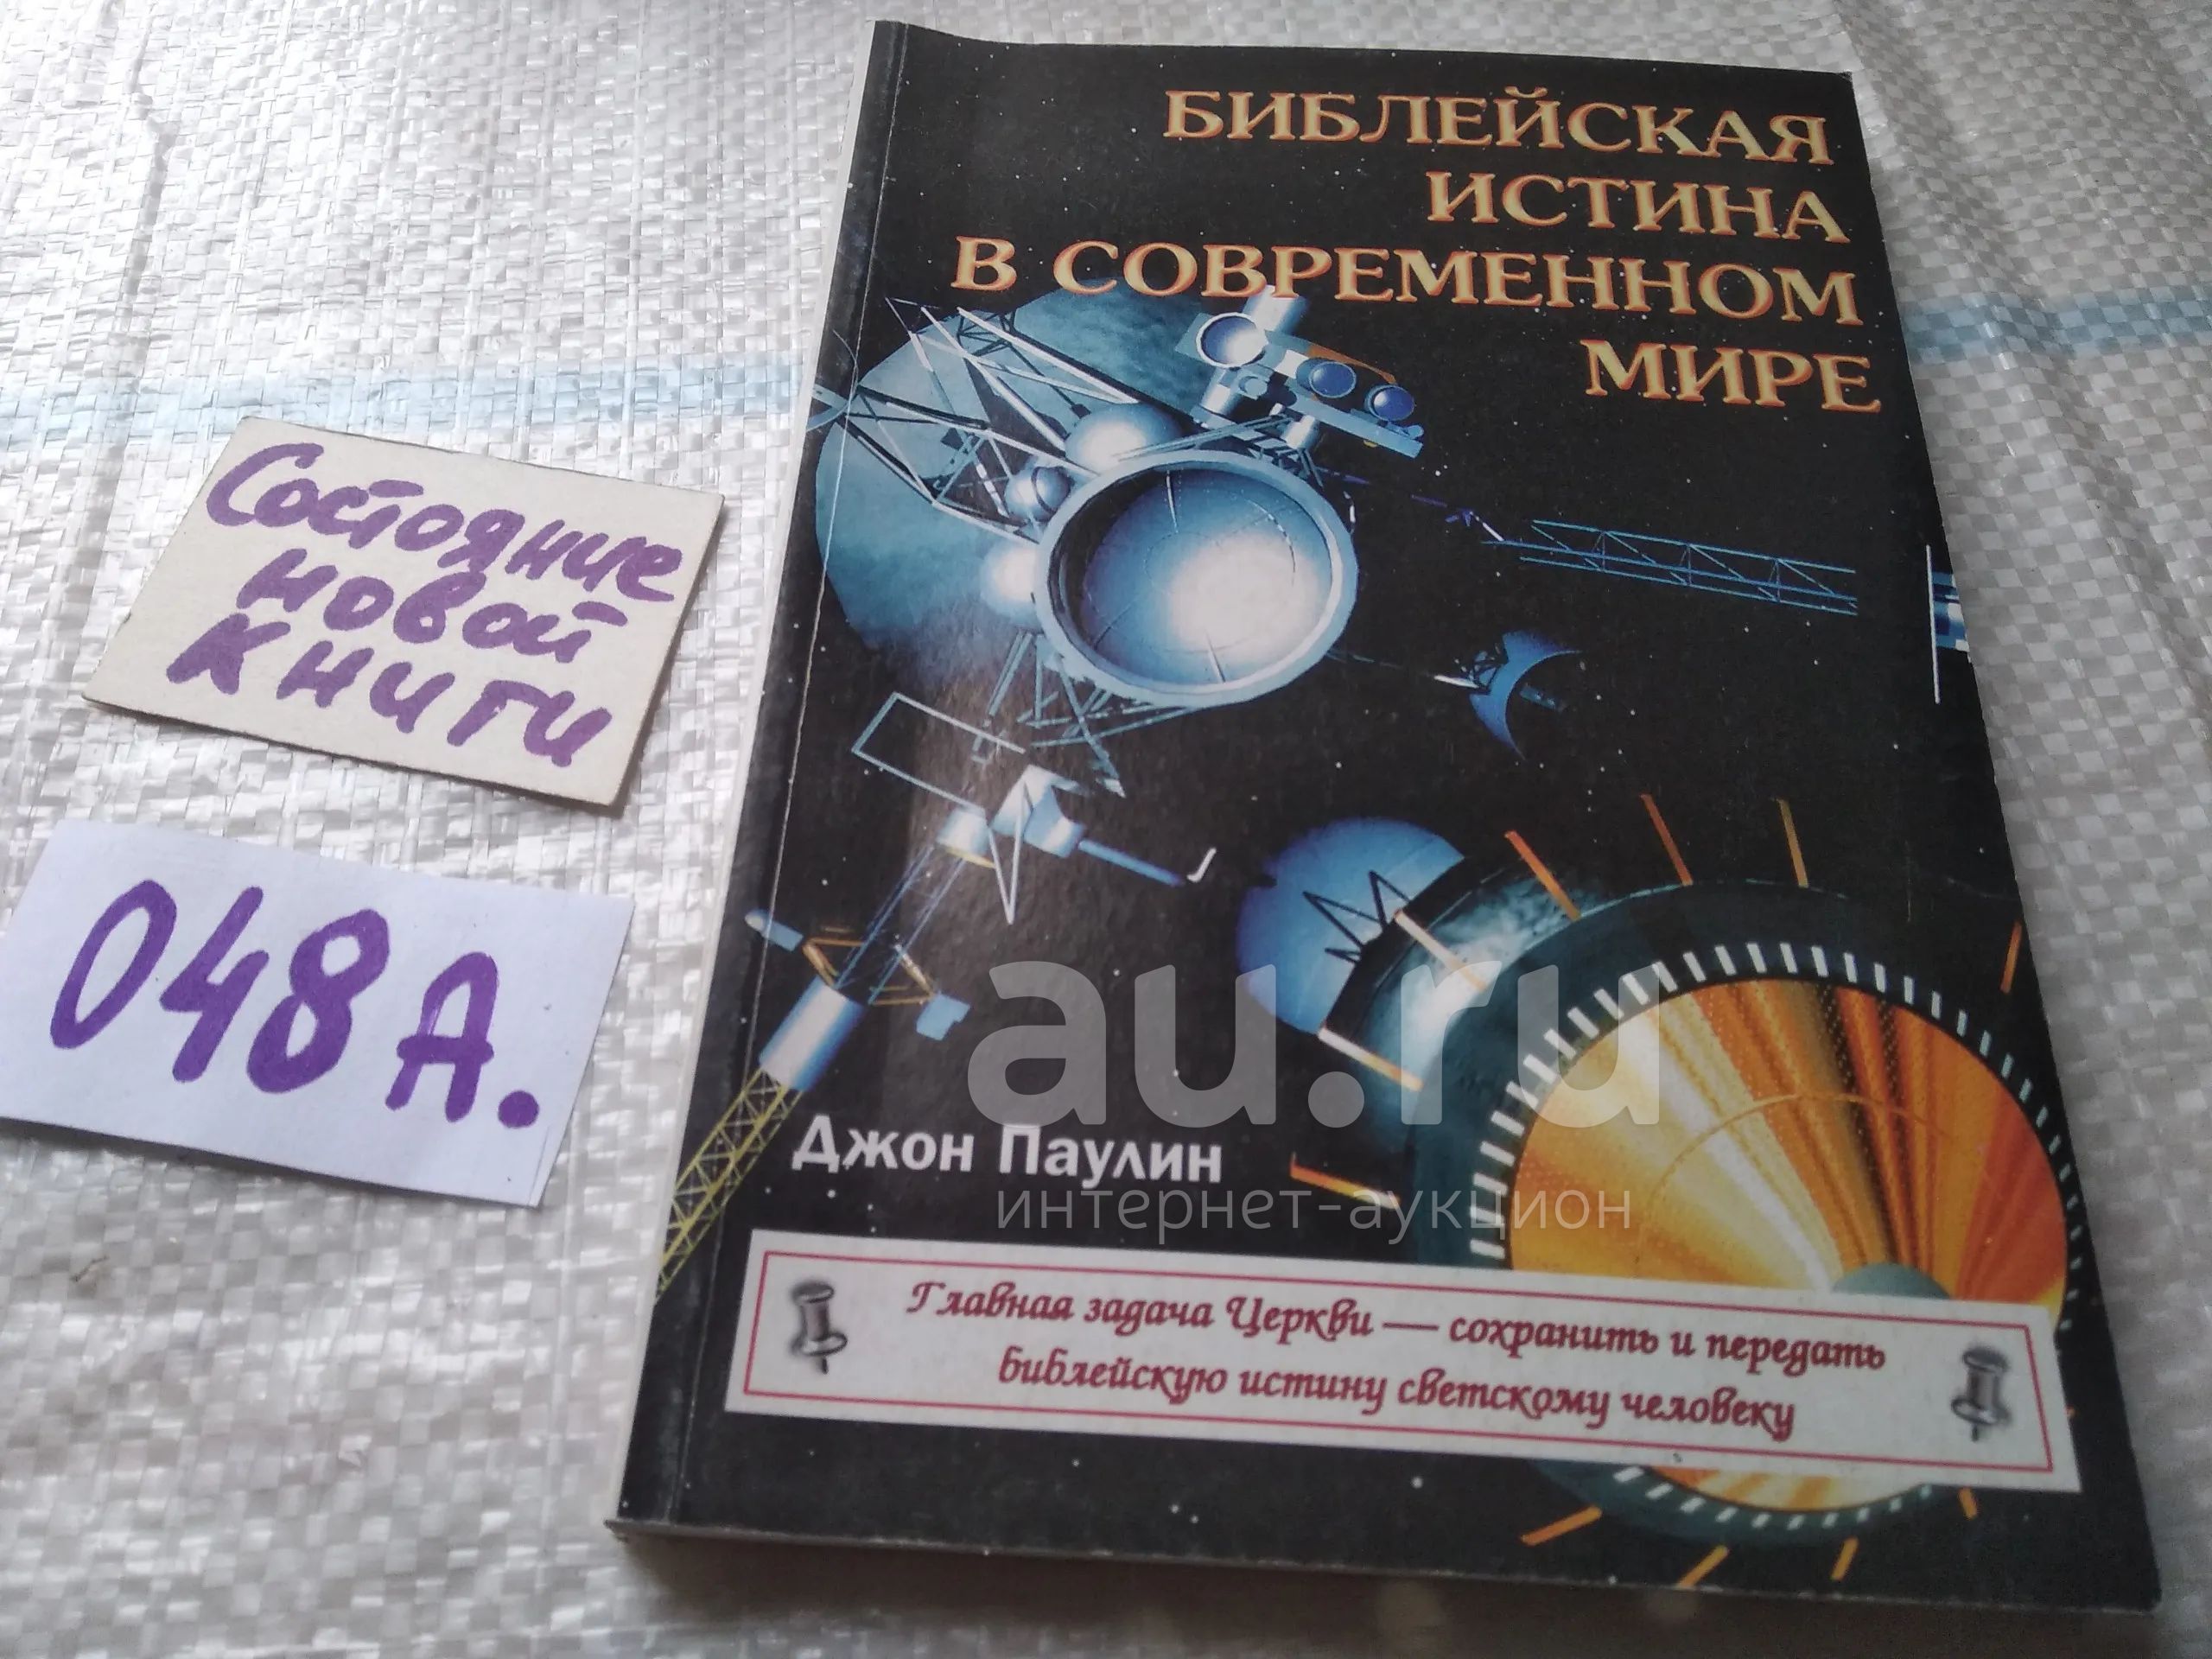 БИБЛЕЙСКАЯ
ИСТИНА
В СОВРЕМЕННОМ
МИРЕ
Состояние
новой
книги
048А.
au.ru
Джон Паулин
интернет-аукцион
Главная задача Церкви — сохранить и передать
библейскую истину светскому человеку